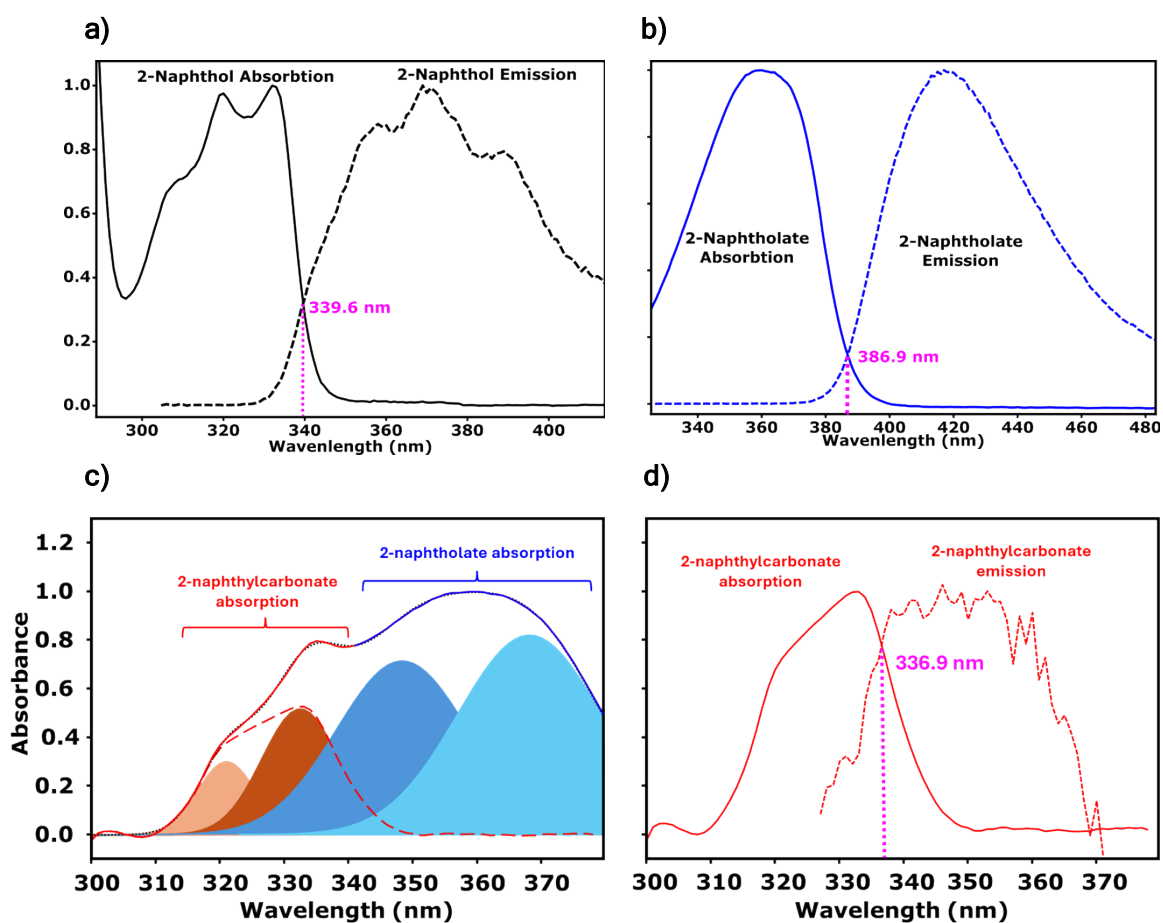 a)
2-Naphthol Absorbtion
2-Naphthol Emission
1.0
0.8
0.6
0.4
0.2
0.0
339.6 nm
300
320
340
360
380
400
Wavelength (nm)
b)
2-Naphtholate
Absorbtion
2-Naphtholate
Emission
386.9 nm
340
360
380
400
420
440
460
480
Wavelength (nm)
c)
1.2
1.0
0.8
0.6
0.4
0.2
0.0
Absorbance
2-naphthylcarbonate
absorption
2-naphtholate absorption
300
310
320
330
340
350
360
370
Wavelength (nm)
d)
2-naphthylcarbonate
absorption
2-naphthylcarbonate
emission
336.9 nm
300
310
320
330
340
350
360
370
Wavelength (nm)